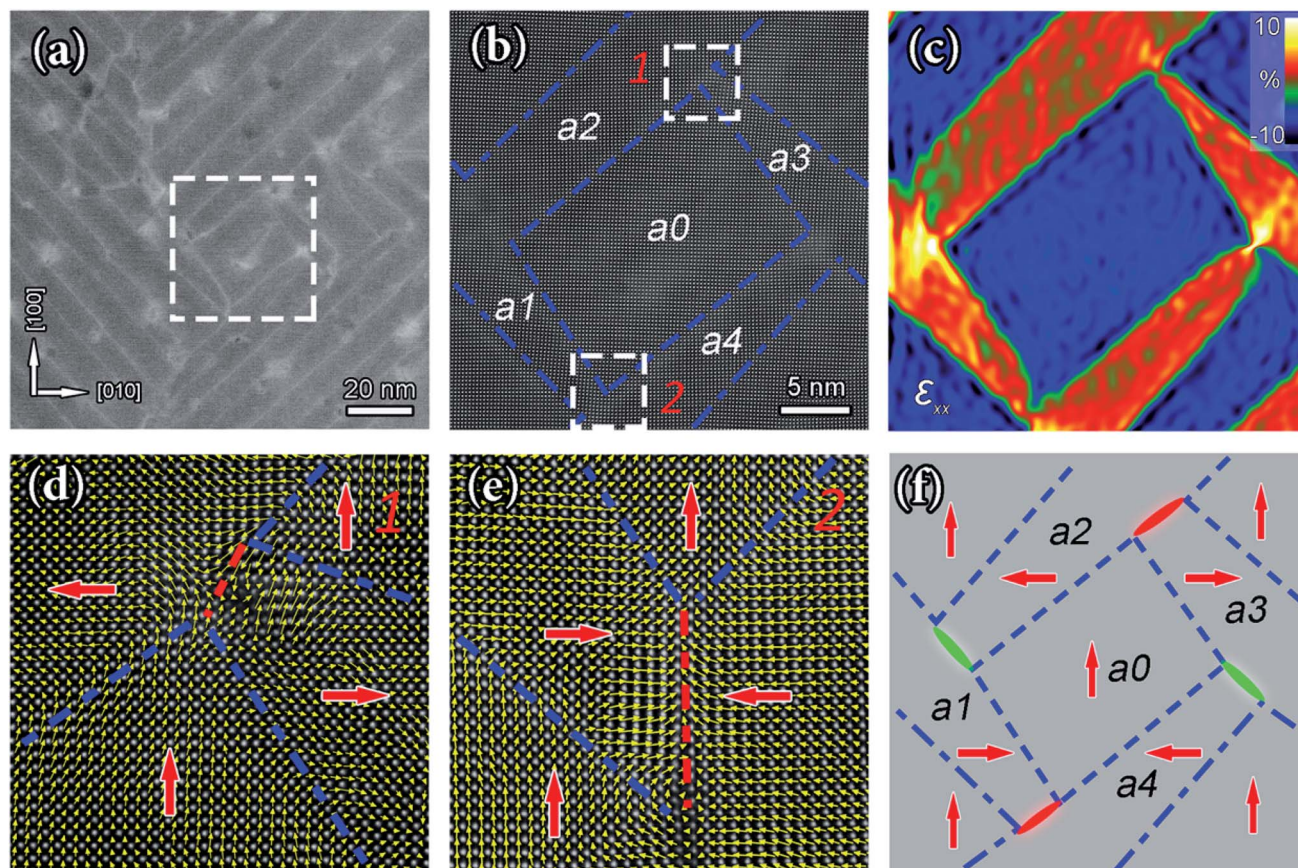 (a)
[100]
[010]
20 nm
(b)
1
a2
a3
a0
a1
a4
2
5 nm
(c)
10
%
-10
εxx
(d)
1
(e)
2
(f)
a2
a3
a0
a1
a4